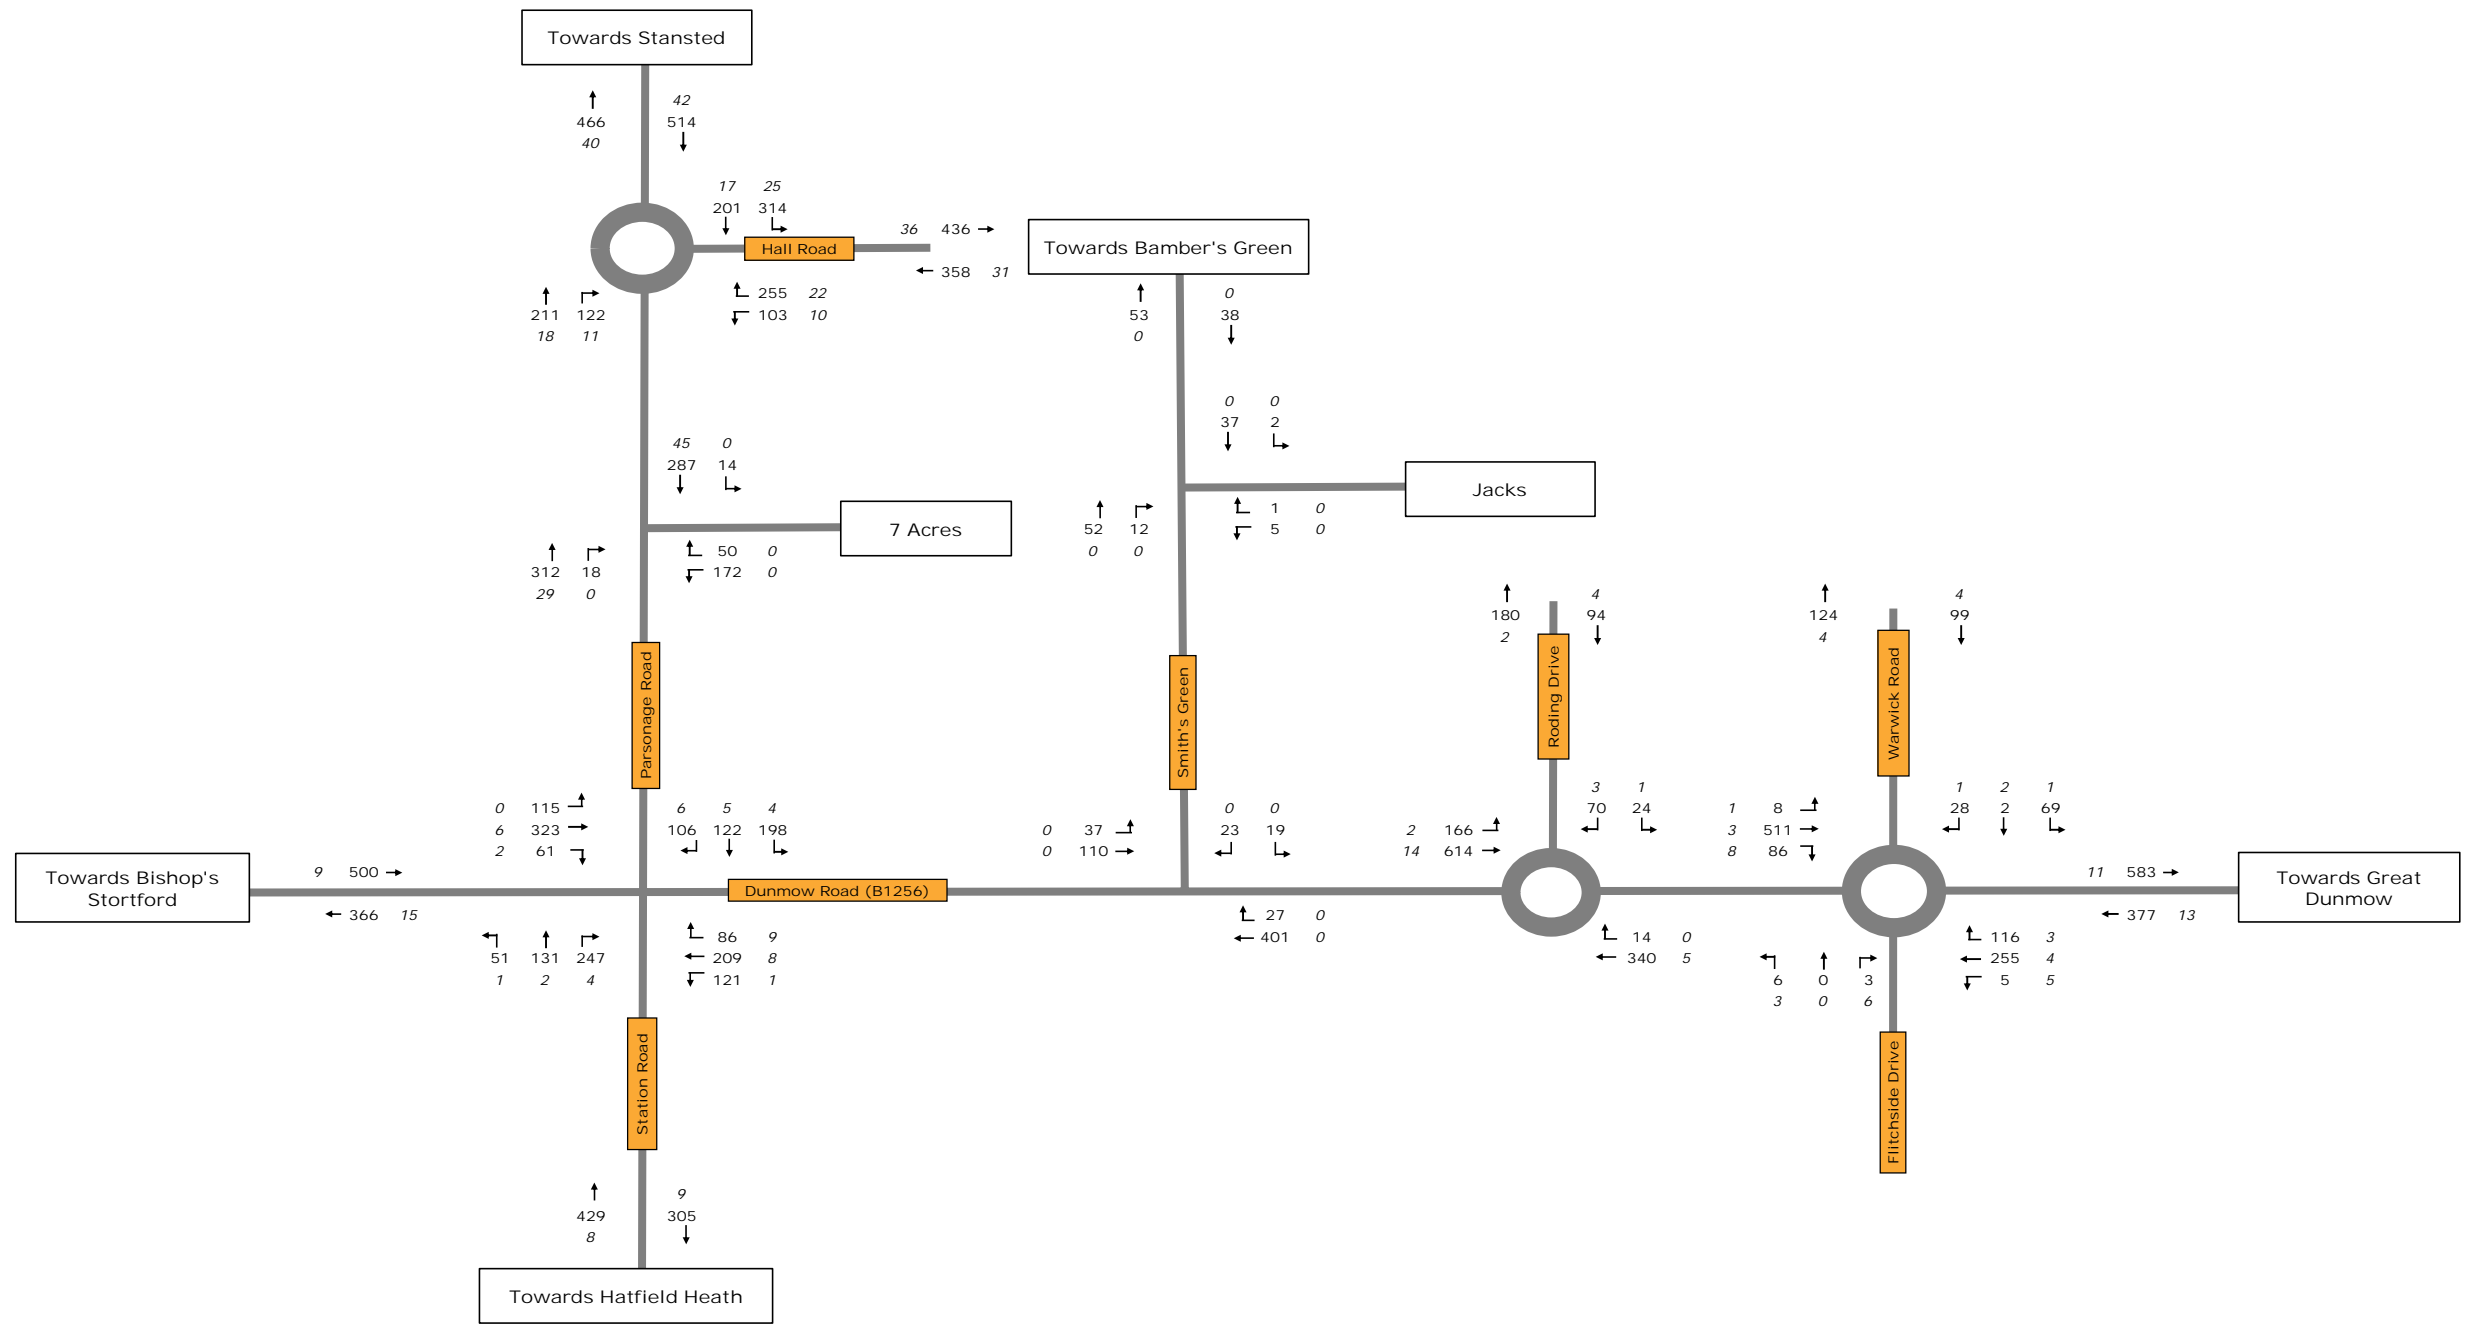 Towards Stansted
42
466 514
40
17 25
201 314
36 436
Hall Road
358 31
255 22
211 122 103 10
18 11
Towards Bamber's Green
0
53 38
0
0 0
37 2
45 0
287 14
Jacks
1 0
52 12 5 0
0 0
7 Acres
50 0
312 18 172 0
29 0
4
180 94
2
4
124 99
4
Parsonage Road
Smith's Green
Roding Drive
Warwick Road
0 115
6 323
2 61
6 5 4
106 122 198
0 37
0 110
0 0
23 19
2 166
14 614
3 1
70 24
1 8
3 511
8 86
1 2 1
28 2 69
Towards Bishop's
Stortford
9 500
366 15
Dunmow Road (B1256)
11 583
377 13
Towards Great
Dunmow
51 131 247
1 2 4
86 9
209 8
121 1
27 0
401 0
14 0
340 5
6 0 3
3 0 6
116 3
255 4
5 5
Station Road
Flitchside Drive
9
429 305
8
Towards Hatfield Heath